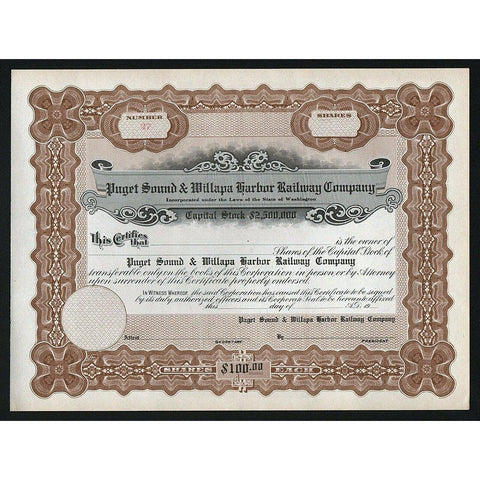 NUMBER
27
SHARES
Puget Sound & Willapa Harbor Railway Company
Incorporated under the Laws of the State of Washington
Capital Stock $2,500,000
This Certifies that
is the owner of
Shares of the Capital Stock of
Puget Sound & Willapa Harbor Railway Company
transferable only on the books of this Corporation in person or by Attorney
upon surrender of this Certificate properly endorsed.
IN WITNESS WHEREOF, the said Corporation has caused this Certificate to be signed
by its duly authorized officers and its Corporate Seal to be hereunto affixed
this day of A.D. 19
Puget Sound & Willapa Harbor Railway Company
Attest
By
SECRETARY
PRESIDENT
SHARES $100.00 EACH